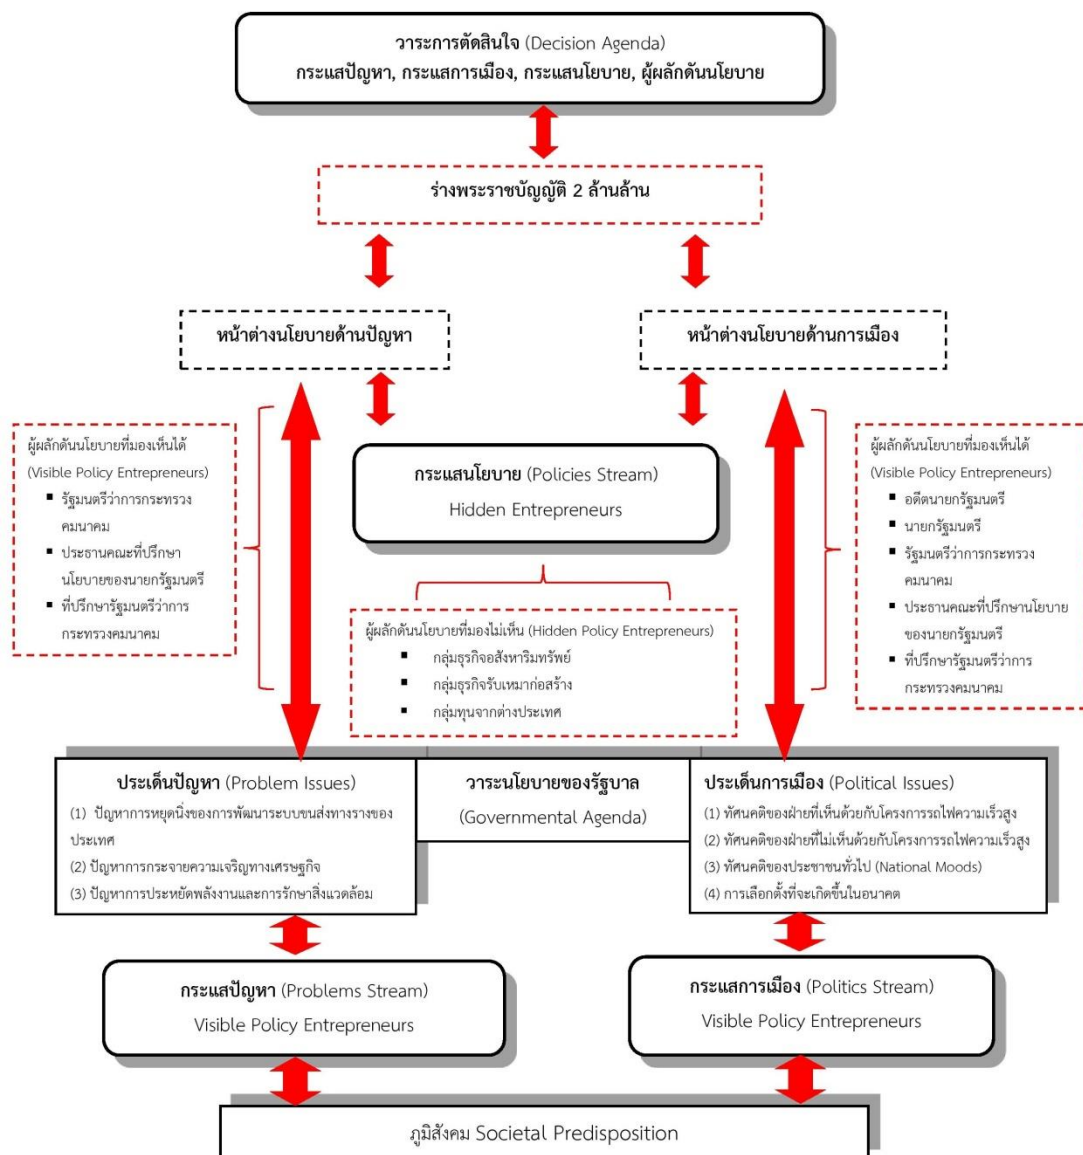 วาระการตัดสินใจ (Decision Agenda)
กระแสปัญหา, กระแสการเมือง, กระแสนโยบาย, ผู้ผลักดันนโยบาย
ร่างพระราชบัญญัติ 2 ล้านล้าน
หน้าต่างนโยบายด้านปัญหา
หน้าต่างนโยบายด้านการเมือง
ผู้ผลักดันนโยบายที่มองเห็นได้
(Visible Policy Entrepreneurs)
▪ รัฐมนตรีว่าการกระทรวง
คมนาคม
▪ ประธานคณะที่ปรึกษา
นโยบายของนายกรัฐมนตรี
▪ ที่ปรึกษารัฐมนตรีว่าการ
กระทรวงคมนาคม
กระแสนโยบาย (Policies Stream)
Hidden Entrepreneurs
ผู้ผลักดันนโยบายที่มองไม่เห็น (Hidden Policy Entrepreneurs)
▪ กลุ่มธุรกิจอสังหาริมทรัพย์
▪ กลุ่มธุรกิจรับเหมาก่อสร้าง
▪ กลุ่มทุนจากต่างประเทศ
ผู้ผลักดันนโยบายที่มองเห็นได้
(Visible Policy Entrepreneurs)
▪ อดีตนายกรัฐมนตรี
▪ นายกรัฐมนตรี
▪ รัฐมนตรีว่าการกระทรวง
คมนาคม
▪ ประธานคณะที่ปรึกษานโยบาย
ของนายกรัฐมนตรี
▪ ที่ปรึกษารัฐมนตรีว่าการ
กระทรวงคมนาคม
ประเด็นปัญหา (Problem Issues)
(1) ปัญหาการหยุดนิ่งของการพัฒนาระบบขนส่งทางรางของ
ประเทศ
(2) ปัญหาการกระจายความเจริญทางเศรษฐกิจ
(3) ปัญหาการประหยัดพลังงานและการรักษาสิ่งแวดล้อม
วาระนโยบายของรัฐบาล
(Governmental Agenda)
ประเด็นการเมือง (Political Issues)
(1) ทัศนคติของฝ่ายที่เห็นด้วยกับโครงการรถไฟความเร็วสูง
(2) ทัศนคติของฝ่ายที่ไม่เห็นด้วยกับโครงการรถไฟความเร็วสูง
(3) ทัศนคติของประชาชนทั่วไป (National Moods)
(4) การเลือกตั้งที่จะเกิดขึ้นในอนาคต
กระแสปัญหา (Problems Stream)
Visible Policy Entrepreneurs
กระแสการเมือง (Politics Stream)
Visible Policy Entrepreneurs
ภูมิสังคม Societal Predisposition